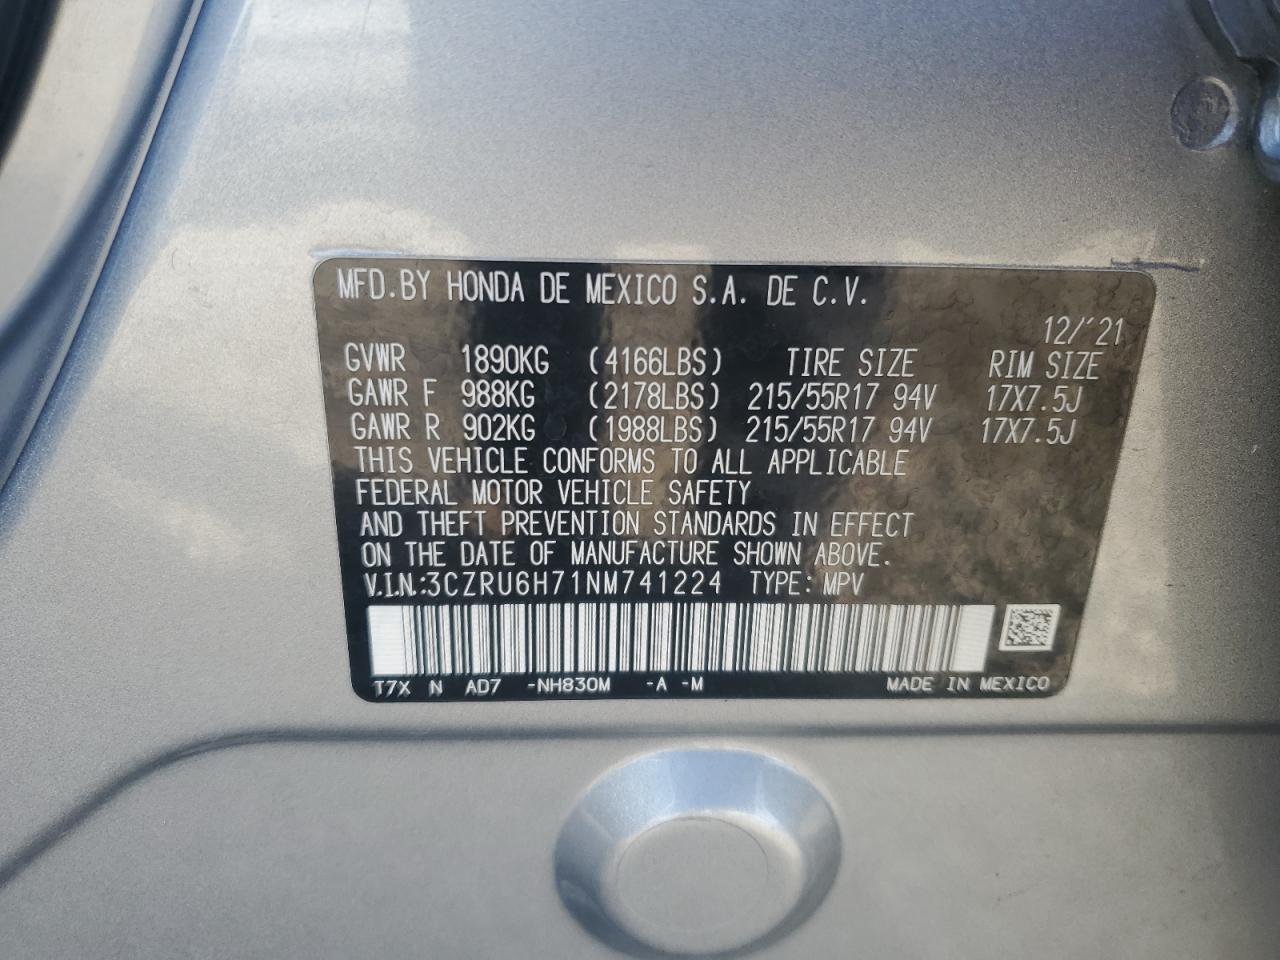 MFD.BY HONDA DE MEXICO S.A. DE C.V.
12/'21
GVWR 1890KG (4166LBS) TIRE SIZE RIM SIZE
GAWR F 988KG (2178LBS) 215/55R17 94V 17X7.5J
GAWR R 902KG (1988LBS) 215/55R17 94V 17X7.5J
THIS VEHICLE CONFORMS TO ALL APPLICABLE
FEDERAL MOTOR VEHICLE SAFETY
AND THEFT PREVENTION STANDARDS IN EFFECT
ON THE DATE OF MANUFACTURE SHOWN ABOVE.
V.I.N.:3CZRU6H71NM741224 TYPE: MPV
T7X N AD7 -NH830M -A -M MADE IN MEXICO